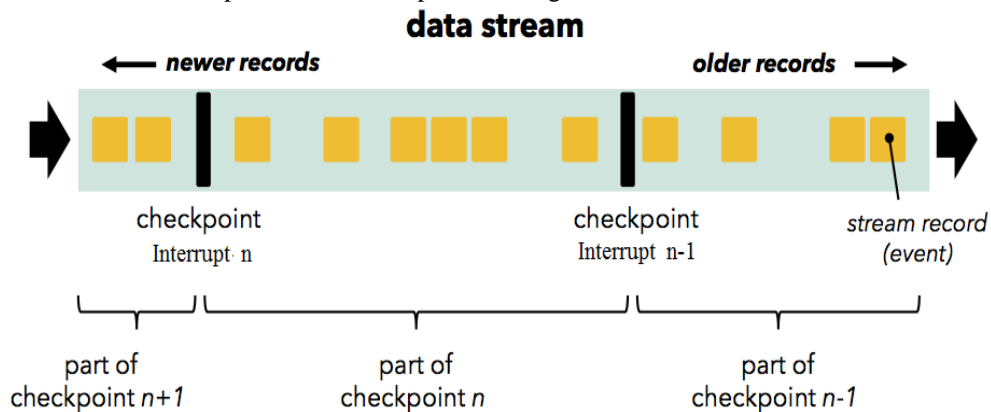 data stream
newer records
older records
checkpoint
Interrupt n
checkpoint
Interrupt n-1
stream record
(event)
part of
checkpoint n+1
part of
checkpoint n
part of
checkpoint n-1